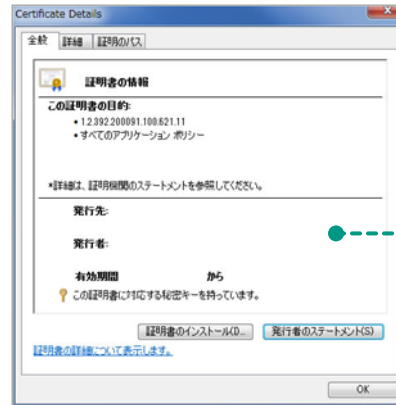 Certificate Details
全般 詳細 証明のパス
証明書の情報
この証明書の目的:
• 1.2.392.200091.100.621.11
• すべてのアプリケーション ポリシー
*詳細は、証明機関のステートメントを参照してください。
発行先:
発行者:
有効期間 から
この証明書に対応する秘密キーを持っています。
証明書のインストール(I)... 発行者のステートメント(S)
証明書の詳細について表示します。
OK